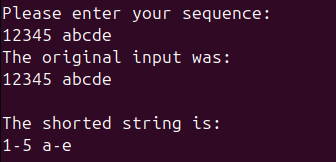 Please enter your sequence:
12345 abcde
The original input was:
12345 abcde
The shorted string is:
1-5 a-e